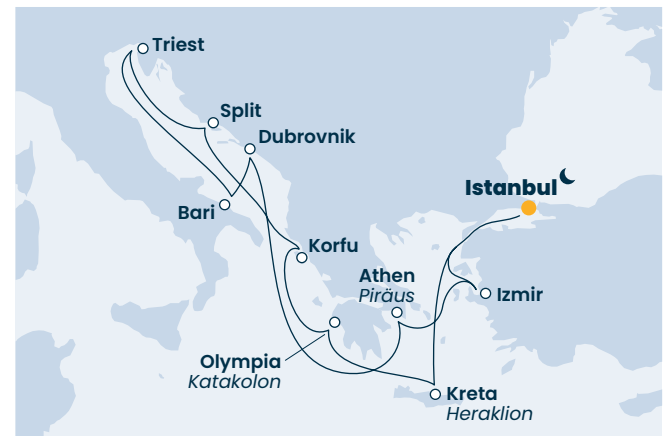 Triest
Split
Dubrovnik
Istanbul
Bari
Korfu
Athen
Piräus
Izmir
Olympia
Katakolon
Kreta
Heraklion